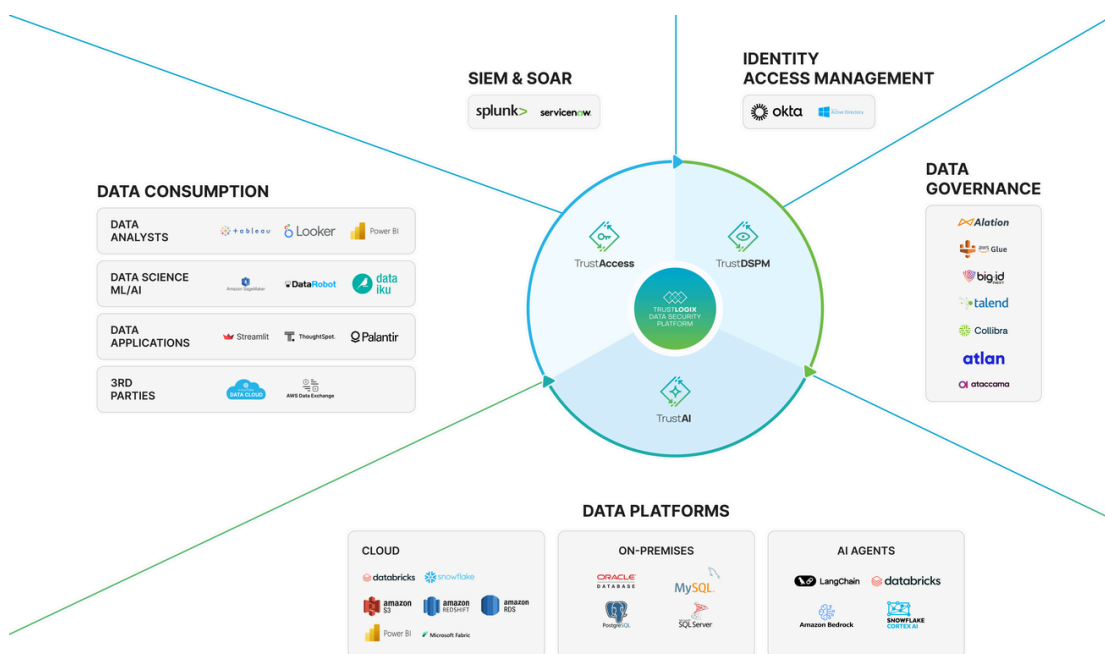 SIEM & SOAR
splunk>
servicenow
IDENTITY
ACCESS MANAGEMENT
okta
Active Directory
DATA CONSUMPTION
DATA
ANALYSTS
+ableau
Looker
Power BI
DATA SCIENCE
ML/AI
Amazon SageMaker
DataRobot
data
iku
DATA
APPLICATIONS
Streamlit
ThoughtSpot.
Palantir
3RD
PARTIES
DATA CLOUD
AWS Data Exchange
TrustAccess
TrustDSPM
TRUSTLOGIX
DATA SECURITY
PLATFORM
TrustAI
DATA
GOVERNANCE
Alation
aws Glue
big id
talend
Collibra
atlan
ataccama
DATA PLATFORMS
CLOUD
databricks
snowflake
amazon
S3
amazon
REDSHIFT
amazon
RDS
Power BI
Microsoft Fabric
ON-PREMISES
ORACLE
DATABASE
MySQL
PostgreSQL
SQL Server
AI AGENTS
LangChain
databricks
Amazon Bedrock
SNOWFLAKE
CORTEX AI